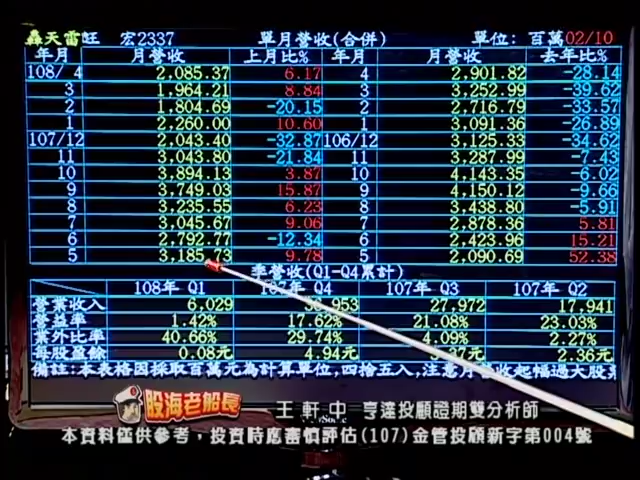 轟天雷旺 宏2337 單月營收(合併) 單位: 百萬02/10
年月 月營收 上月比% 年月 月營收 去年比%
108/ 4 2,085.37 6.17 4 2,901.82 -28.14
3 1,964.21 8.84 3 3,252.99 -39.62
2 1,804.69 -20.15 2 2,716.79 -33.57
1 2,260.00 10.60 1 3,091.36 -26.89
107/12 2,043.40 -32.87 106/12 3,125.33 -34.62
11 3,043.80 -21.84 11 3,287.99 -7.43
10 3,894.13 3.87 10 4,143.35 -6.02
9 3,749.03 15.87 9 4,150.12 -9.66
8 3,235.55 6.23 8 3,438.80 -5.91
7 3,045.67 9.06 7 2,878.36 5.81
6 2,792.77 -12.34 6 2,423.96 15.21
5 3,185.73 9.78 5 2,090.69 52.38
季營收(Q1-Q4累計)
108年 Q1 107年 Q4 107年 Q3 107年 Q2
營業收入 6,029 953 27,972 17,941
營益率 1.42% 17.62% 21.08% 23.03%
業外比率 40.66% 29.74% 4.09% 2.27%
每股盈餘 0.08元 4.94元 元 2.36元
備註:本表格因採取百萬元為計算單位,四捨五入,注意月營收起幅過大股票
股海老船長 王軒中 亨達投顧證期雙分析師
本資料僅供參考,投資時應審慎評估(107)金管投顧新字第004號